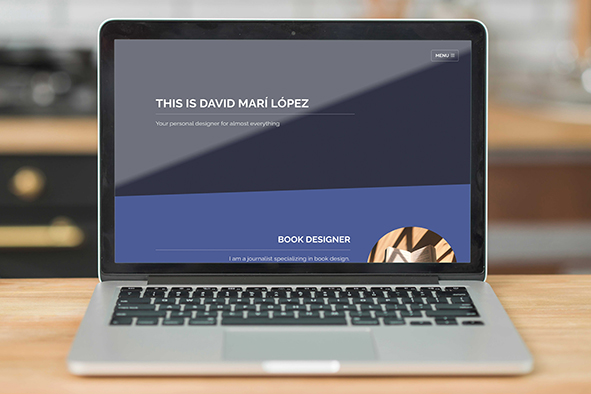 MENU
THIS IS DAVID MARÍ LÓPEZ
Your personal designer for almost everything
BOOK DESIGNER
I am a journalist specializing in book design.